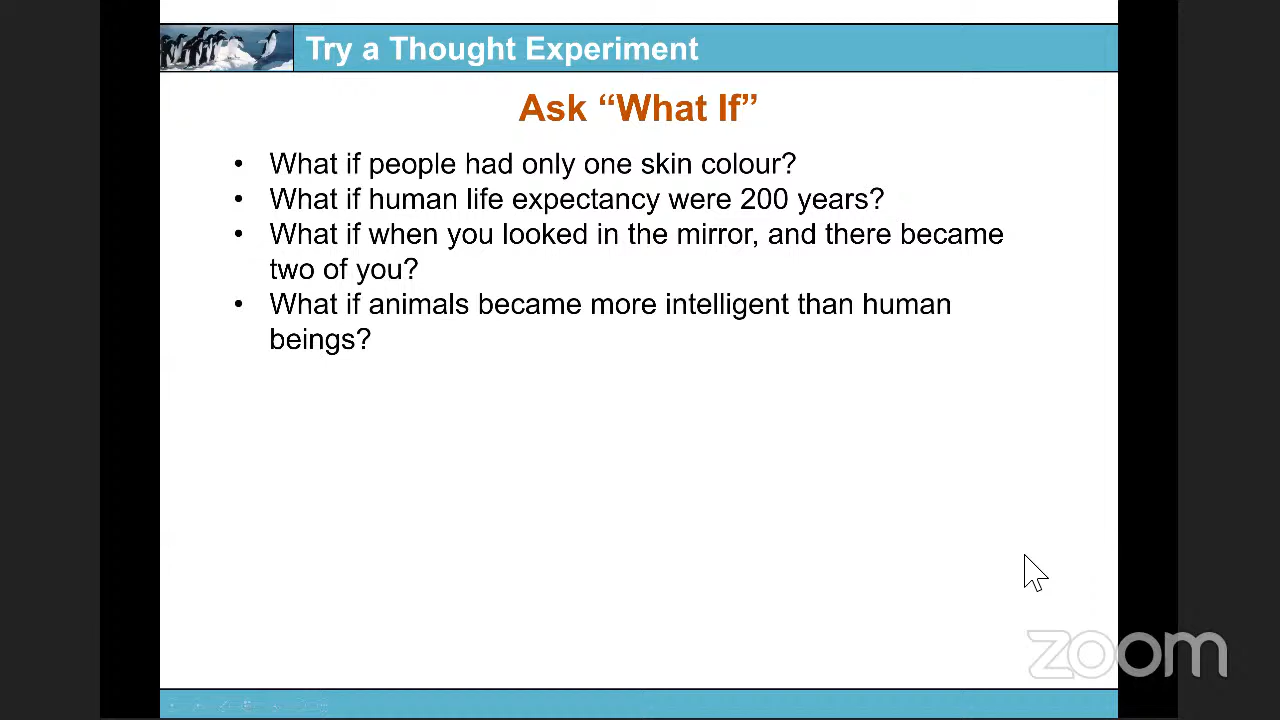 Try a Thought Experiment
Ask “What If”
• What if people had only one skin colour?
• What if human life expectancy were 200 years?
• What if when you looked in the mirror, and there became
two of you?
• What if animals became more intelligent than human
beings?
zoom